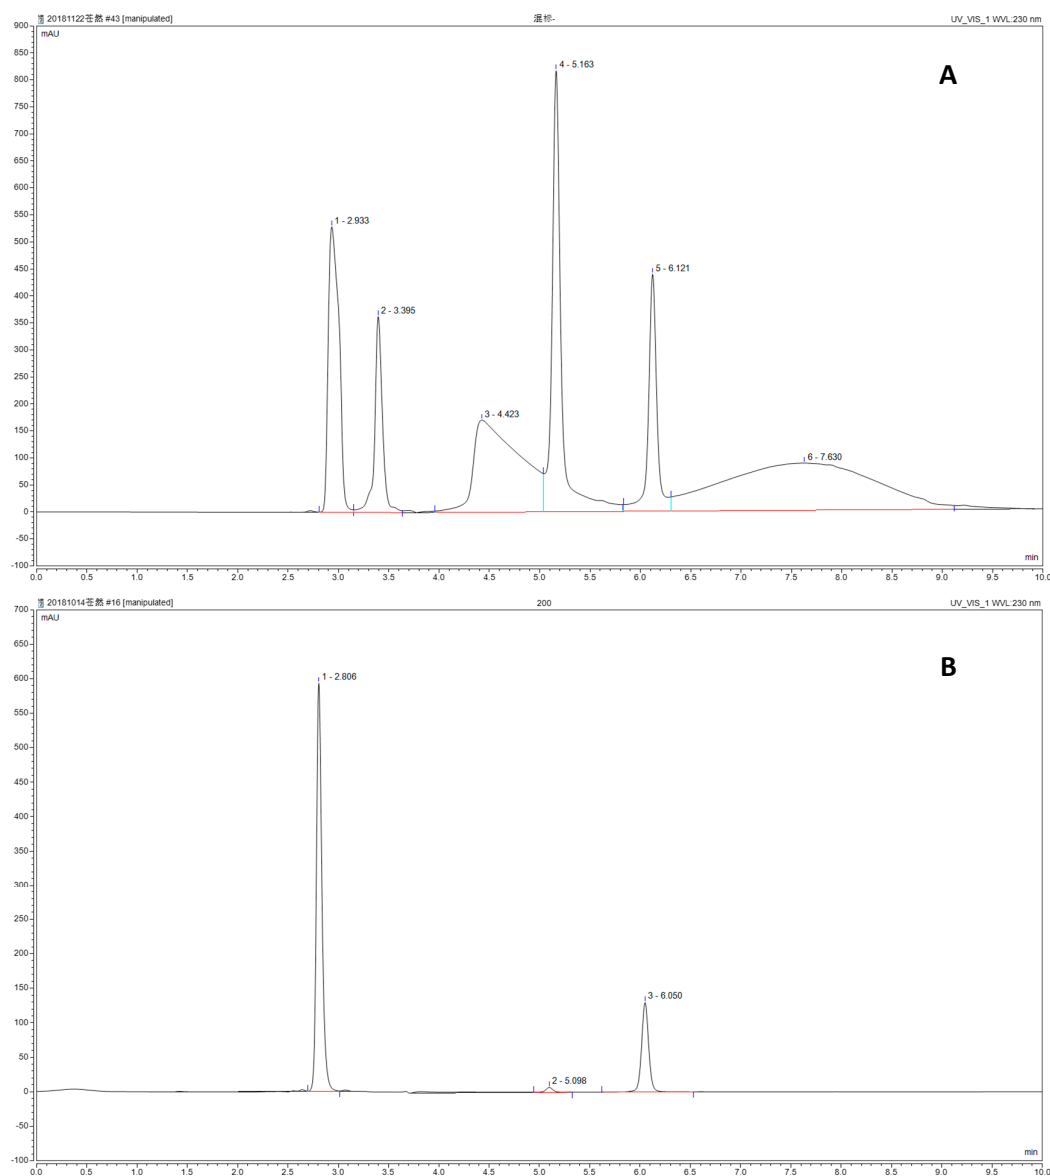 20181122苍然 #43 [manipulated] 混标- UV_VIS_1 WVL:230 nm
900
mAU
A
850
800
750
700
650
600
550
500
450
400
350
300
250
200
150
100
50
0
-50
-100
1 - 2.933
2 - 3.395
3 - 4.423
4 - 5.163
5 - 6.121
6 - 7.630
min
0.0 0.5 1.0 1.5 2.0 2.5 3.0 3.5 4.0 4.5 5.0 5.5 6.0 6.5 7.0 7.5 8.0 8.5 9.0 9.5 10.0
20181014苍然 #16 [manipulated] 200 UV_VIS_1 WVL:230 nm
700
mAU
B
650
600
550
500
450
400
350
300
250
200
150
100
50
0
-50
-100
1 - 2.806
2 - 5.098
3 - 6.050
min
0.0 0.5 1.0 1.5 2.0 2.5 3.0 3.5 4.0 4.5 5.0 5.5 6.0 6.5 7.0 7.5 8.0 8.5 9.0 9.5 10.0